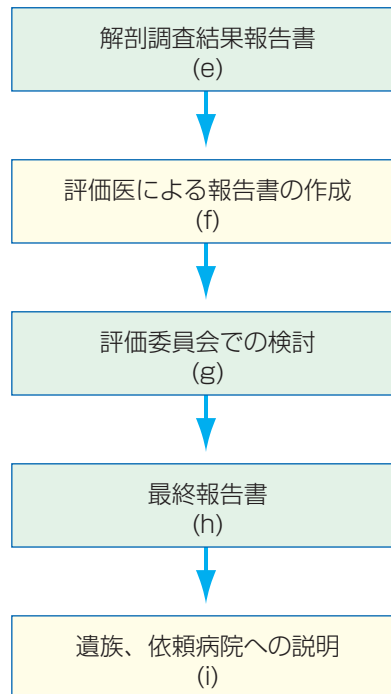 解剖調査結果報告書
(e)
評価医による報告書の作成
(f)
評価委員会での検討
(g)
最終報告書
(h)
遺族、依頼病院への説明
(i)